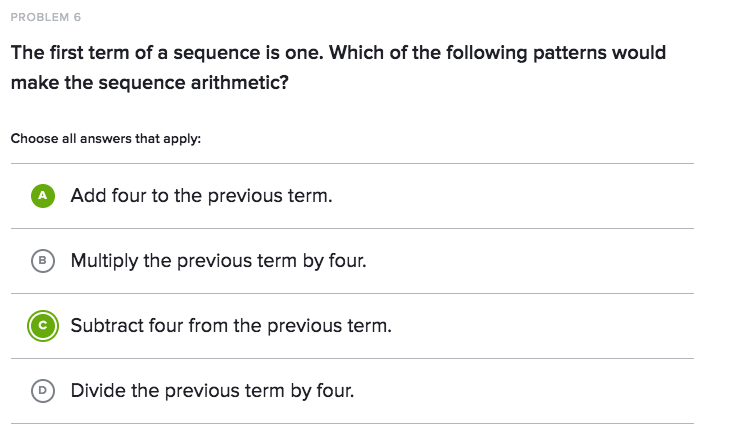 PROBLEM 6
The first term of a sequence is one. Which of the following patterns would
make the sequence arithmetic?
Choose all answers that apply:
A Add four to the previous term.
B Multiply the previous term by four.
C Subtract four from the previous term.
D Divide the previous term by four.